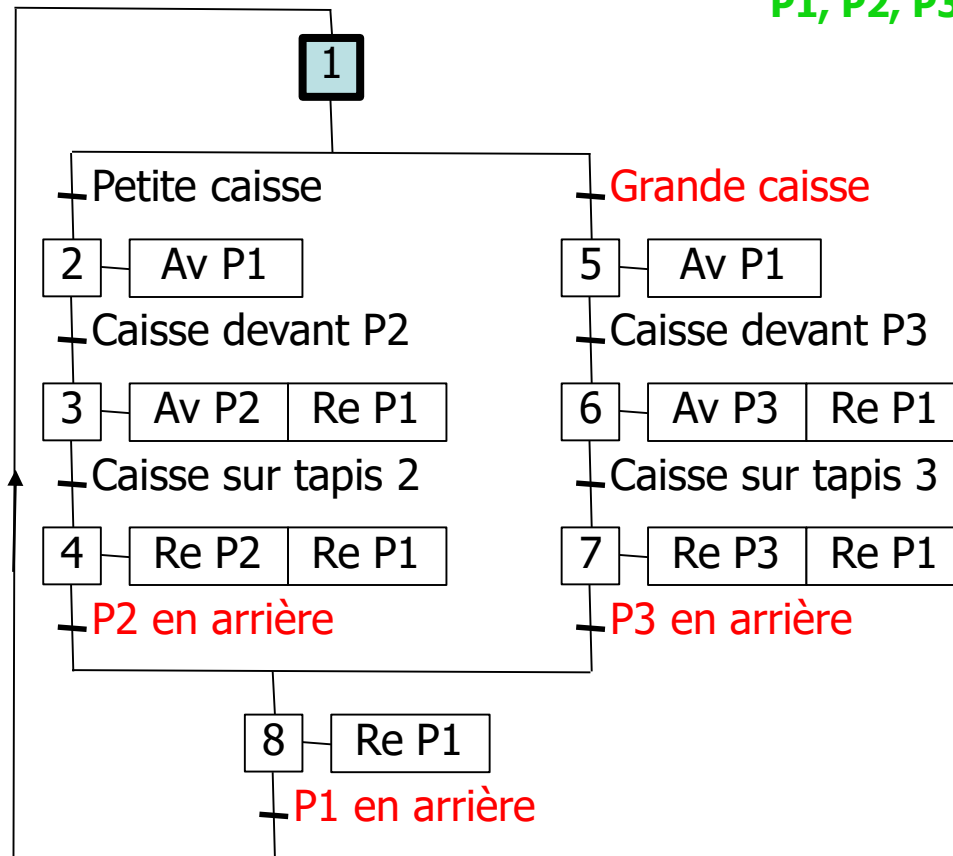 P1, P2, P3
1
Petite caisse
Grande caisse
2 Av P1
5 Av P1
Caisse devant P2
Caisse devant P3
3 Av P2 Re P1
6 Av P3 Re P1
Caisse sur tapis 2
Caisse sur tapis 3
4 Re P2 Re P1
7 Re P3 Re P1
P2 en arrière
P3 en arrière
8 Re P1
P1 en arrière